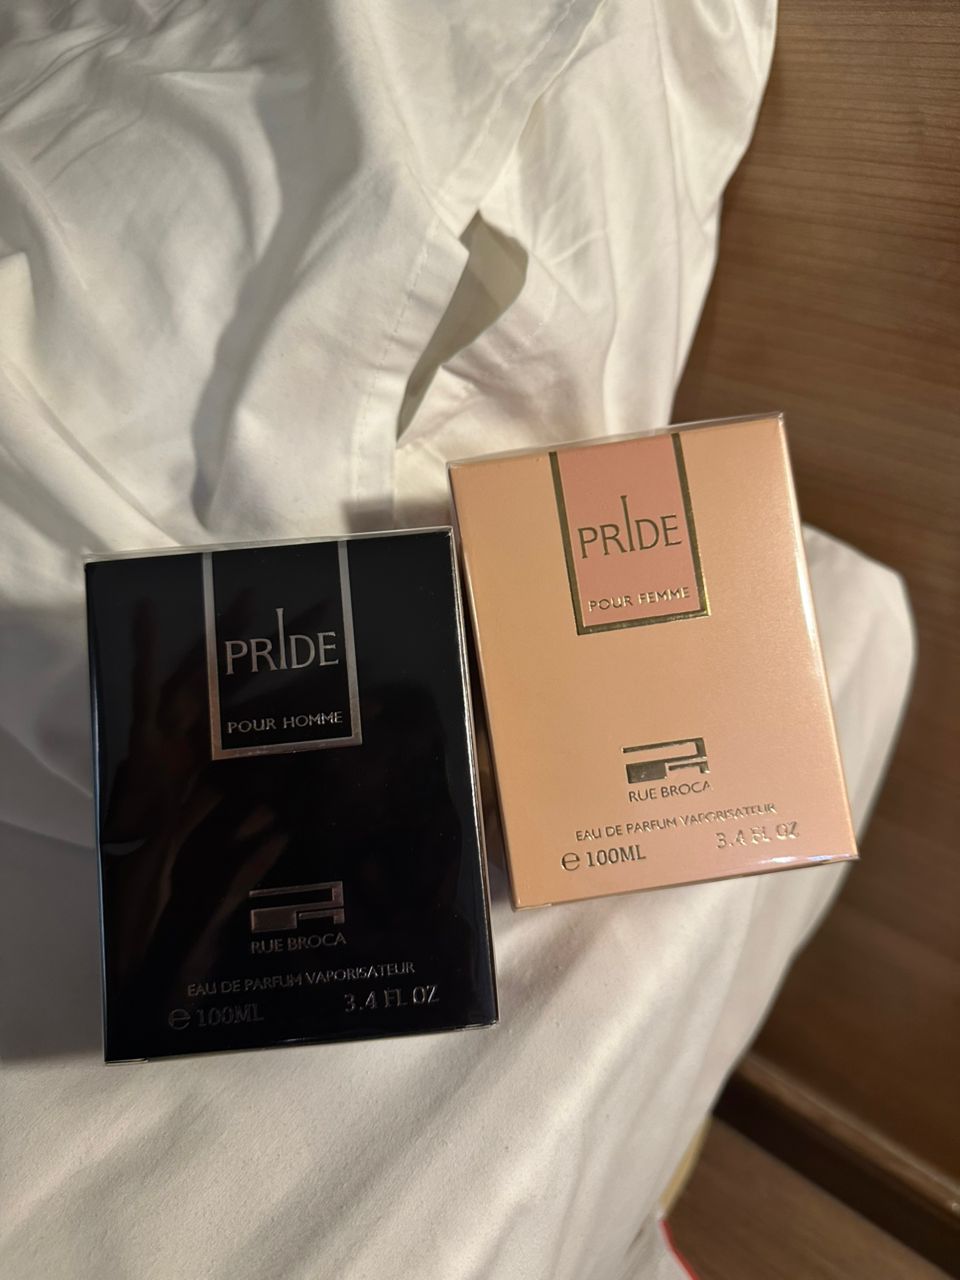 PRIDE
POUR HOMME
RUE BROCA
EAU DE PARFUM VAPORISATEUR
e 100ML 3.4 FL OZ
PRIDE
POUR FEMME
RUE BROCA
EAU DE PARFUM VAPORISATEUR
e 100ML 3.4 FL OZ